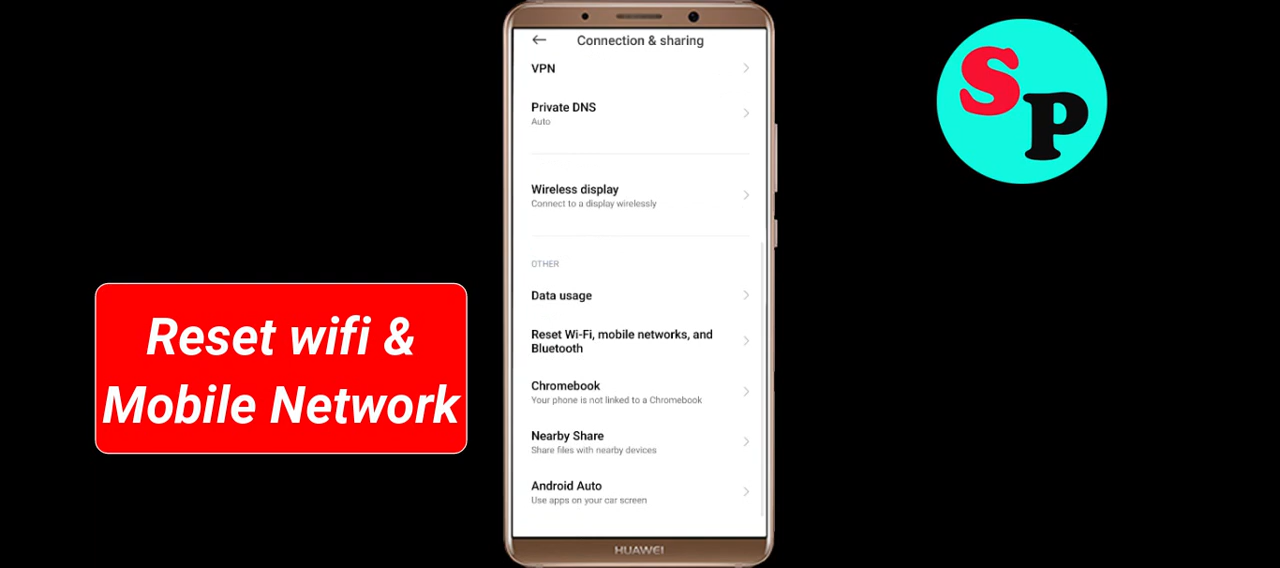 Connection & sharing
VPN
Private DNS
Auto
Wireless display
Connect to a display wirelessly
OTHER
Data usage
Reset Wi-Fi, mobile networks, and
Bluetooth
Chromebook
Your phone is not linked to a Chromebook
Nearby Share
Share files with nearby devices
Android Auto
Use apps on your car screen
HUAWEI
Reset wifi &
Mobile Network
SP